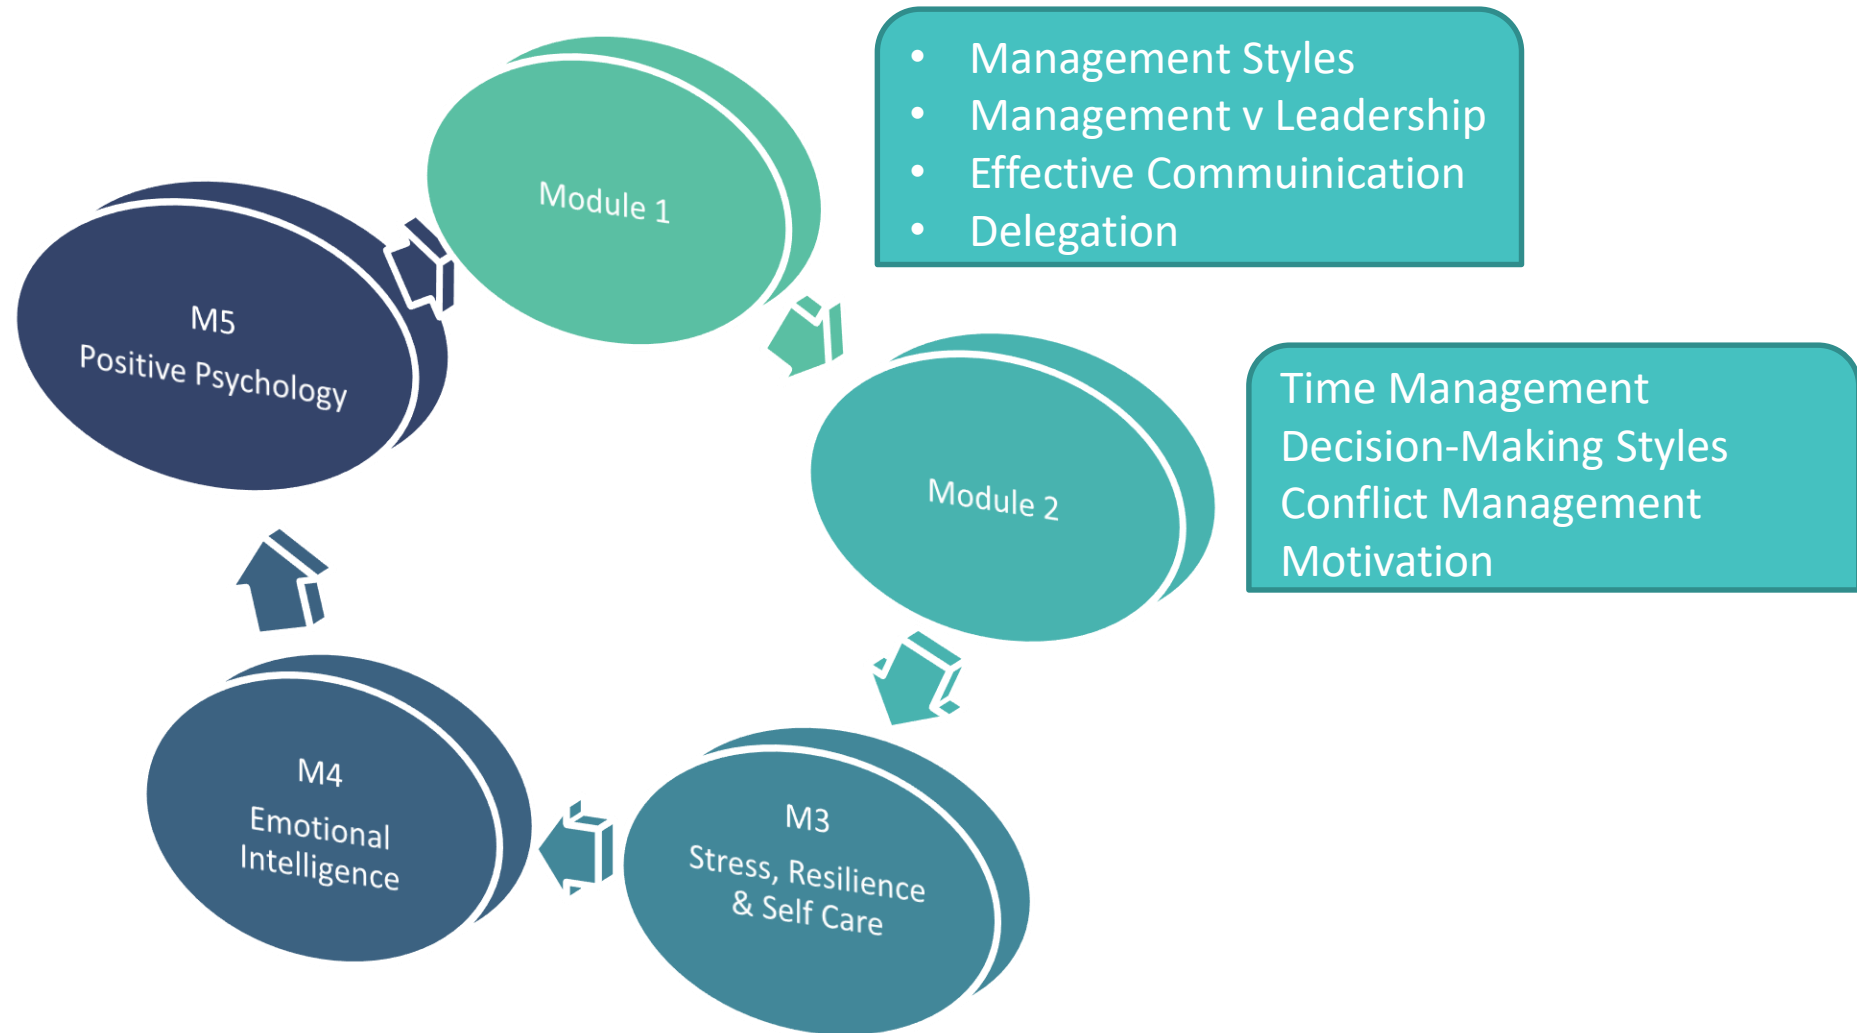 Module 1
• Management Styles
• Management v Leadership
• Effective Commuinication
• Delegation
Module 2
Time Management
Decision-Making Styles
Conflict Management
Motivation
M3
Stress, Resilience
& Self Care
M4
Emotional
Intelligence
M5
Positive Psychology